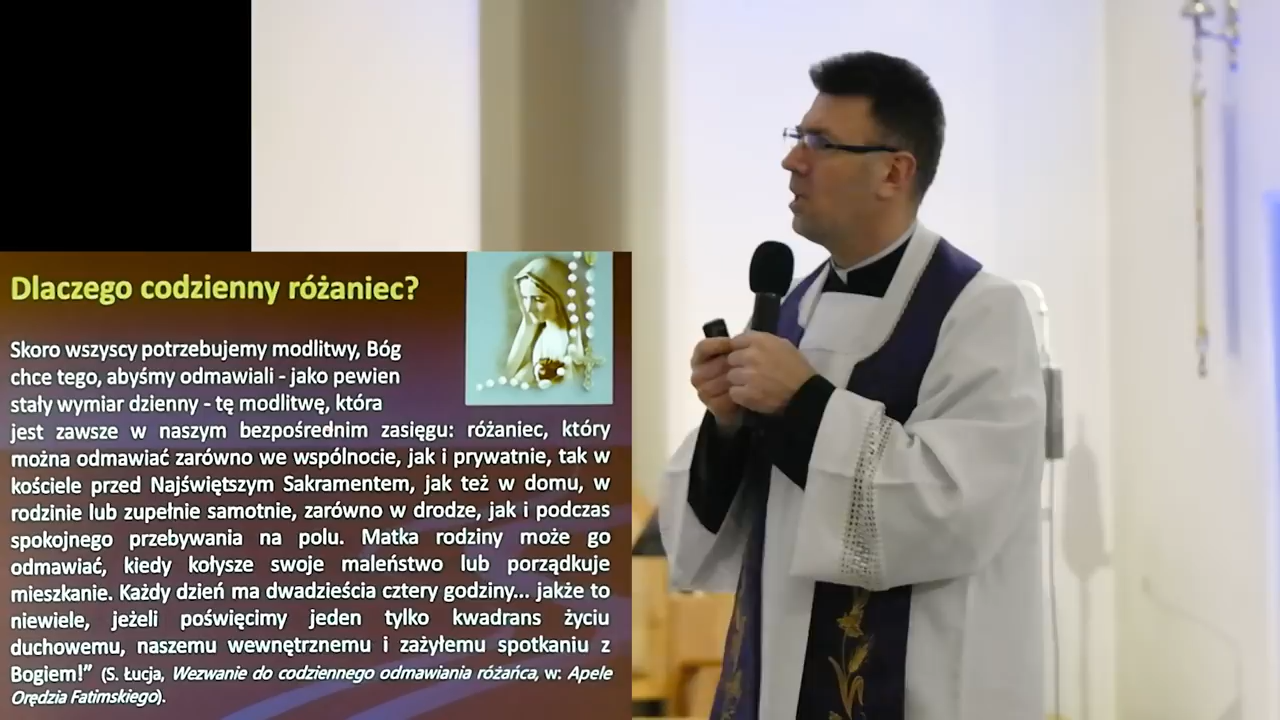 Dlaczego codzienny różaniec?
Skoro wszyscy potrzebujemy modlitwy, Bóg
chce tego, abyśmy odmawiali - jako pewien
stały wymiar dzienny - tę modlitwę, która
jest zawsze w naszym bezpośrednim zasięgu: różaniec, który
można odmawiać zarówno we wspólnocie, jak i prywatnie, tak w
kościele przed Najświętszym Sakramentem, jak też w domu, w
rodzinie lub zupełnie samotnie, zarówno w drodze, jak i podczas
spokojnego przebywania na polu. Matka rodziny może go
odmawiać, kiedy kołysze swoje maleństwo lub porządkuje
mieszkanie. Każdy dzień ma dwadzieścia cztery godziny... jakże to
niewiele, jeżeli poświęcimy jeden tylko kwadrans życiu
duchowemu, naszemu wewnętrznemu i zażyłemu spotkaniu z
Bogiem!” (S. Łucja, Wezwanie do codziennego odmawiania różańca, w: Apele
Orędzia Fatimskiego).